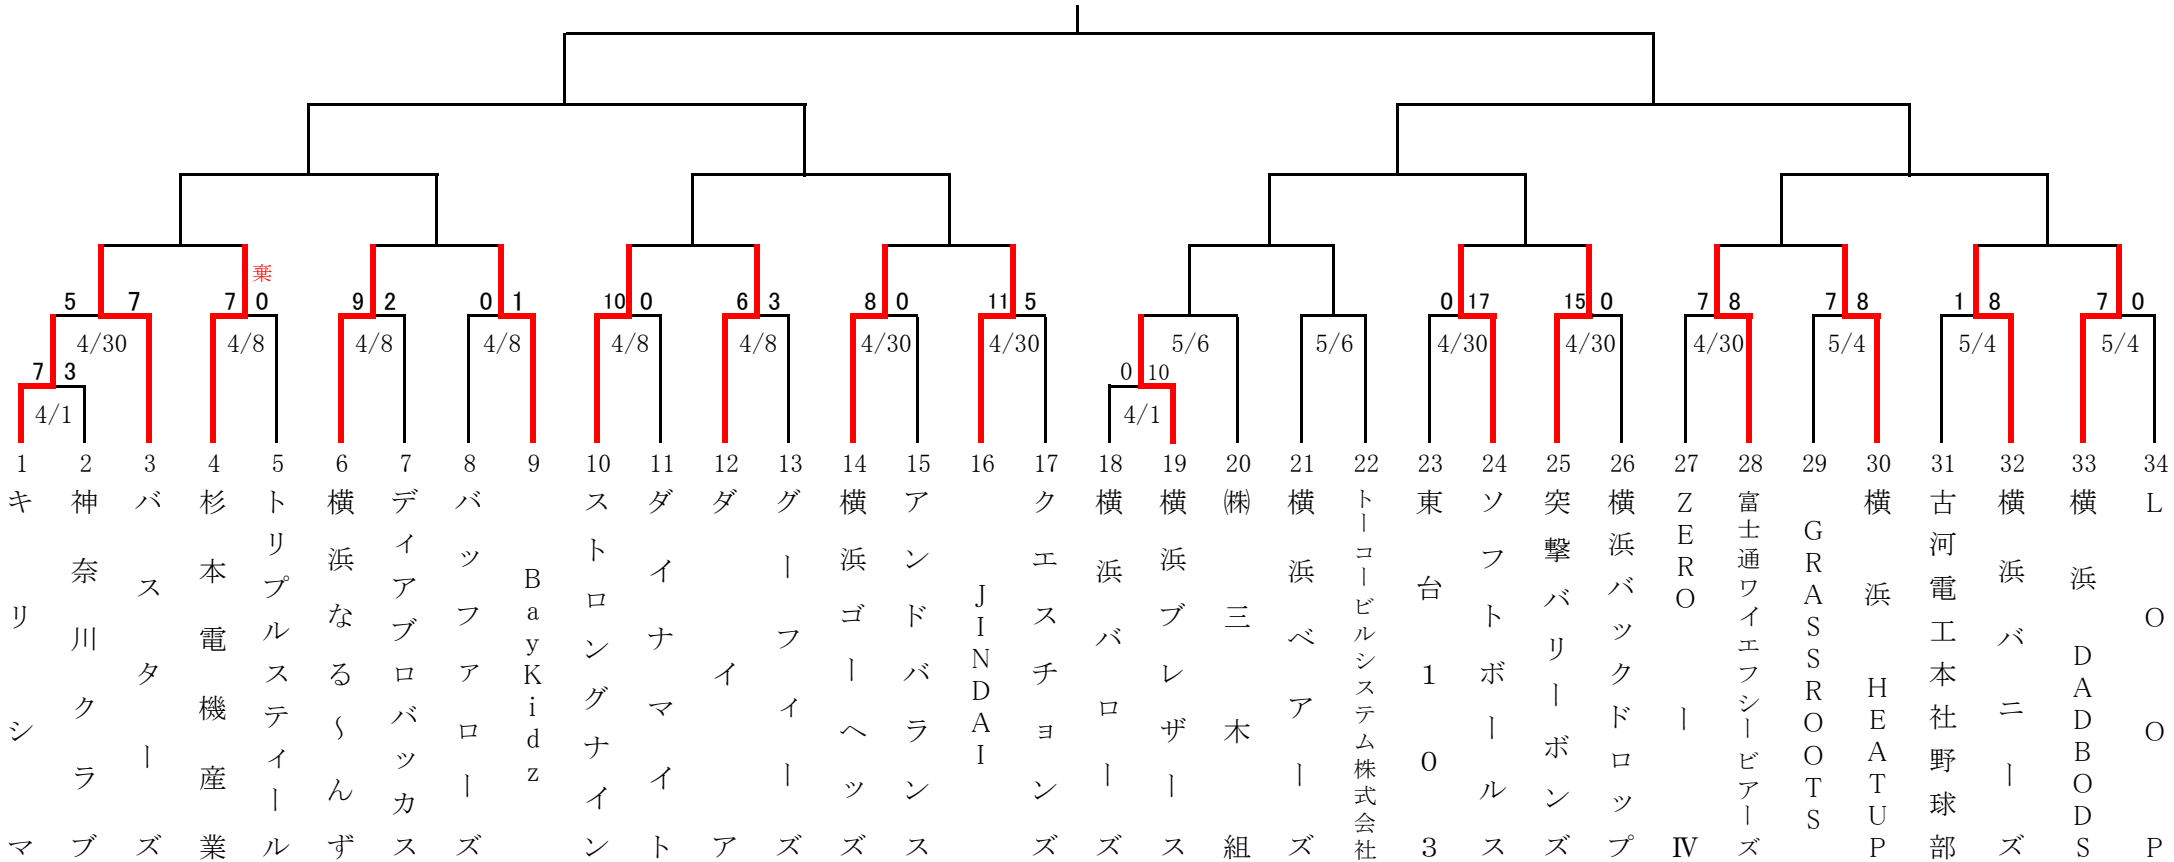 棄
5 7 7 0 9 2 0 1 10 0 6 3 8 0 11 5 0 17 15 0 7 8 7 8 1 8 7 0
4/30 4/8 4/8 4/8 4/8 4/8 4/30 4/30 5/6 5/6 4/30 4/30 4/30 5/4 5/4 5/4
7 3 0 10
4/1 4/1
1 2 3 4 5 6 7 8 9 10 11 12 13 14 15 16 17 18 19 20 21 22 23 24 25 26 27 28 29 30 31 32 33 34
キリシマ
神奈川クラブ
バスターズ
杉本電機産業
トリプルスティール
横浜なる～んず
ディアブロバッカス
バッファローズ
BayKidz
ストロングナイン
ダイナマイト
ダイア
グーフィーズ
横浜ゴーヘッズ
アンドバランス
JINDAI
クエスチョンズ
横浜バローズ
横浜ブレザース
㈱三木組
横浜ベアーズ
トーコービルシステム株式会社
東台103
ソフトボールス
突撃バリーボンズ
横浜バックドロップ
ZERO－Ⅳ
富士通ワイエフシービアーズ
GRASSROOTS
横浜HEATUP
古河電工本社野球部
横浜バニーズ
横浜DADBODS
LOOP